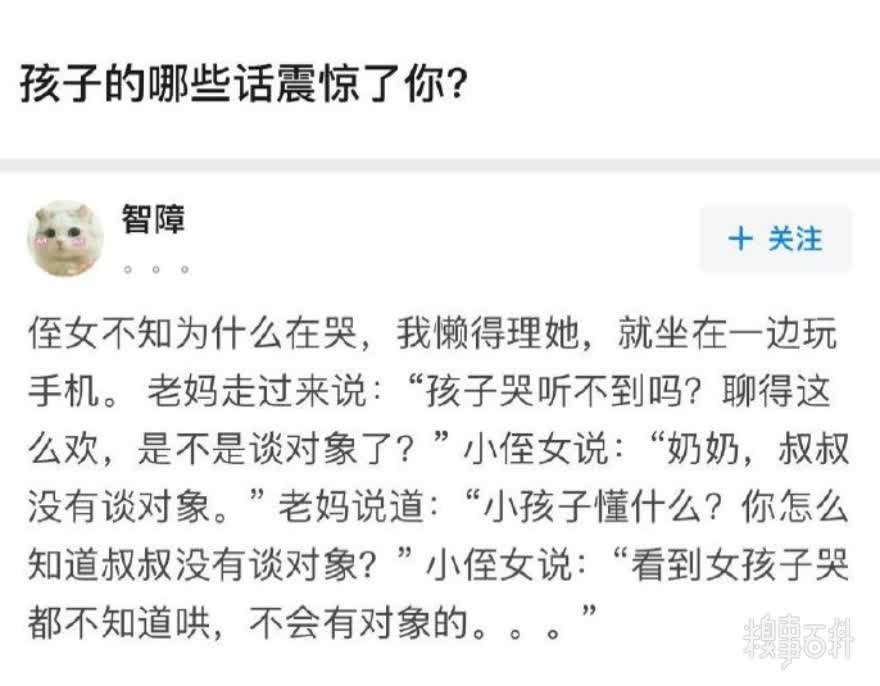 孩子的哪些话震惊了你？
智障
。。。
＋ 关注
侄女不知为什么在哭，我懒得理她，就坐在一边玩
手机。 老妈走过来说：“孩子哭听不到吗？聊得这
么欢，是不是谈对象了？”小侄女说：“奶奶，叔叔
没有谈对象。”老妈说道：“小孩子懂什么？你怎么
知道叔叔没有谈对象？”小侄女说：“看到女孩子哭
都不知道哄，不会有对象的。。。”
糗事百科